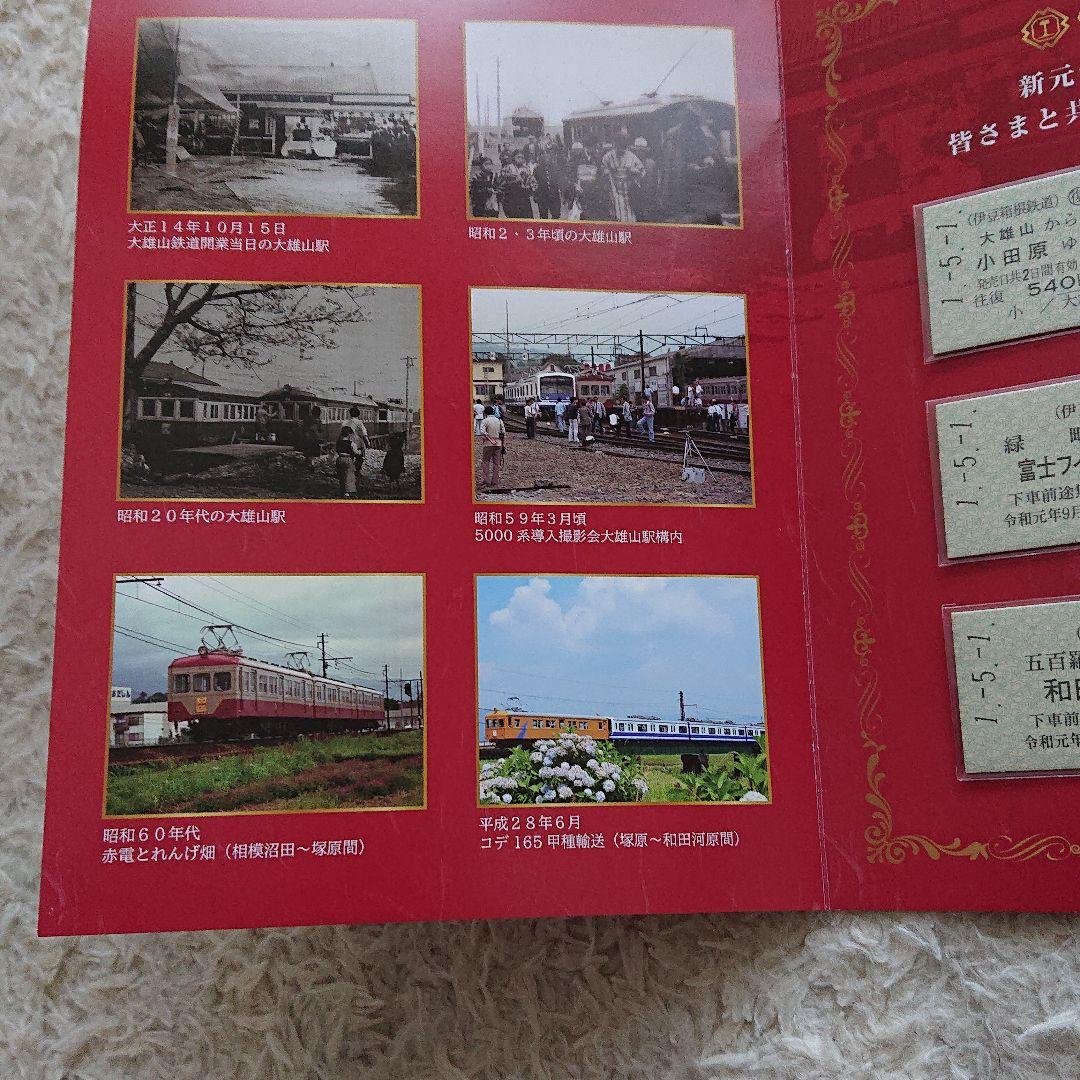 大正14年10月15日
大雄山鉄道開業当日の大雄山駅
昭和2・3年頃の大雄山駅
昭和20年代の大雄山駅
昭和59年3月頃
5000系導入撮影会大雄山駅構内
昭和60年代
赤電とれんげ畑（相模沼田～塚原間）
平成28年6月
コデ165甲種輸送（塚原～和田河原間）
新元
皆さまと共
1.-5.-1.
（伊豆箱根鉄道）
大雄山から
小田原ゆ
発売日共2日間有効
往復 540
小
1.-5.-1.
（伊
緑 町
富士フイ
下車前途
令和元年9月
1.-5.-1.
五百羅
和田
下車前
令和元年